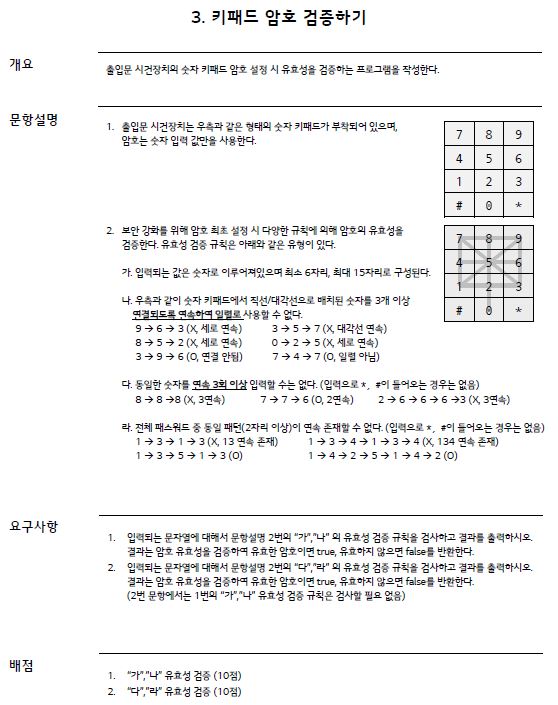 3. 키패드 암호 검증하기
개요
출입문 시건장치의 숫자 키패드 암호 설정 시 유효성을 검증하는 프로그램을 작성한다.
문항설명
1. 출입문 시건장치는 우측과 같은 형태의 숫자 키패드가 부착되어 있으며,
암호는 숫자 입력 값만을 사용한다.
7 8 9
4 5 6
1 2 3
# 0 *
2. 보안 강화를 위해 암호 최초 설정 시 다양한 규칙에 의해 암호의 유효성을
검증한다. 유효성 검증 규칙은 아래와 같은 유형이 있다.
가. 입력되는 값은 숫자로 이루어져있으며 최소 6자리, 최대 15자리로 구성된다.
나. 우측과 같이 숫자 키패드에서 직선/대각선으로 배치된 숫자를 3개 이상
연결되도록 연속하여 일렬로 사용할 수 없다.
9 → 6 → 3 (X, 세로 연속) 3 → 5 → 7 (X, 대각선 연속)
8 → 5 → 2 (X, 세로 연속) 0 → 2 → 5 (X, 세로 연속)
3 → 9 → 6 (O, 연결 안됨) 7 → 4 → 7 (O, 일렬 아님)
7 8 9
4 5 6
1 2 3
# 0 *
다. 동일한 숫자를 연속 3회 이상 입력할 수는 없다. (입력으로 *, #이 들어오는 경우는 없음)
8 → 8 →8 (X, 3연속) 7 → 7 → 6 (O, 2연속) 2 → 6 → 6 → 6 →3 (X, 3연속)
라. 전체 패스워드 중 동일 패턴(2자리 이상)이 연속 존재할 수 없다. (입력으로 *, #이 들어오는 경우는 없음)
1 → 3 → 1 → 3 (X, 13 연속 존재) 1 → 3 → 4 → 1 → 3 → 4 (X, 134 연속 존재)
1 → 3 → 5 → 1 → 3 (O) 1 → 4 → 2 → 5 → 1 → 4 → 2 (O)
요구사항
1. 입력되는 문자열에 대해서 문항설명 2번의 “가”,”나” 의 유효성 검증 규칙을 검사하고 결과를 출력하시오.
결과는 암호 유효성을 검증하여 유효한 암호이면 true, 유효하지 않으면 false를 반환한다.
2. 입력되는 문자열에 대해서 문항설명 2번의 “다”,”라” 의 유효성 검증 규칙을 검사하고 결과를 출력하시오.
결과는 암호 유효성을 검증하여 유효한 암호이면 true, 유효하지 않으면 false를 반환한다.
(2번 문항에서는 1번의 “가”,”나” 유효성 검증 규칙은 검사할 필요 없음)
배점
1. “가”,”나” 유효성 검증 (10점)
2. “다”,”라” 유효성 검증 (10점)